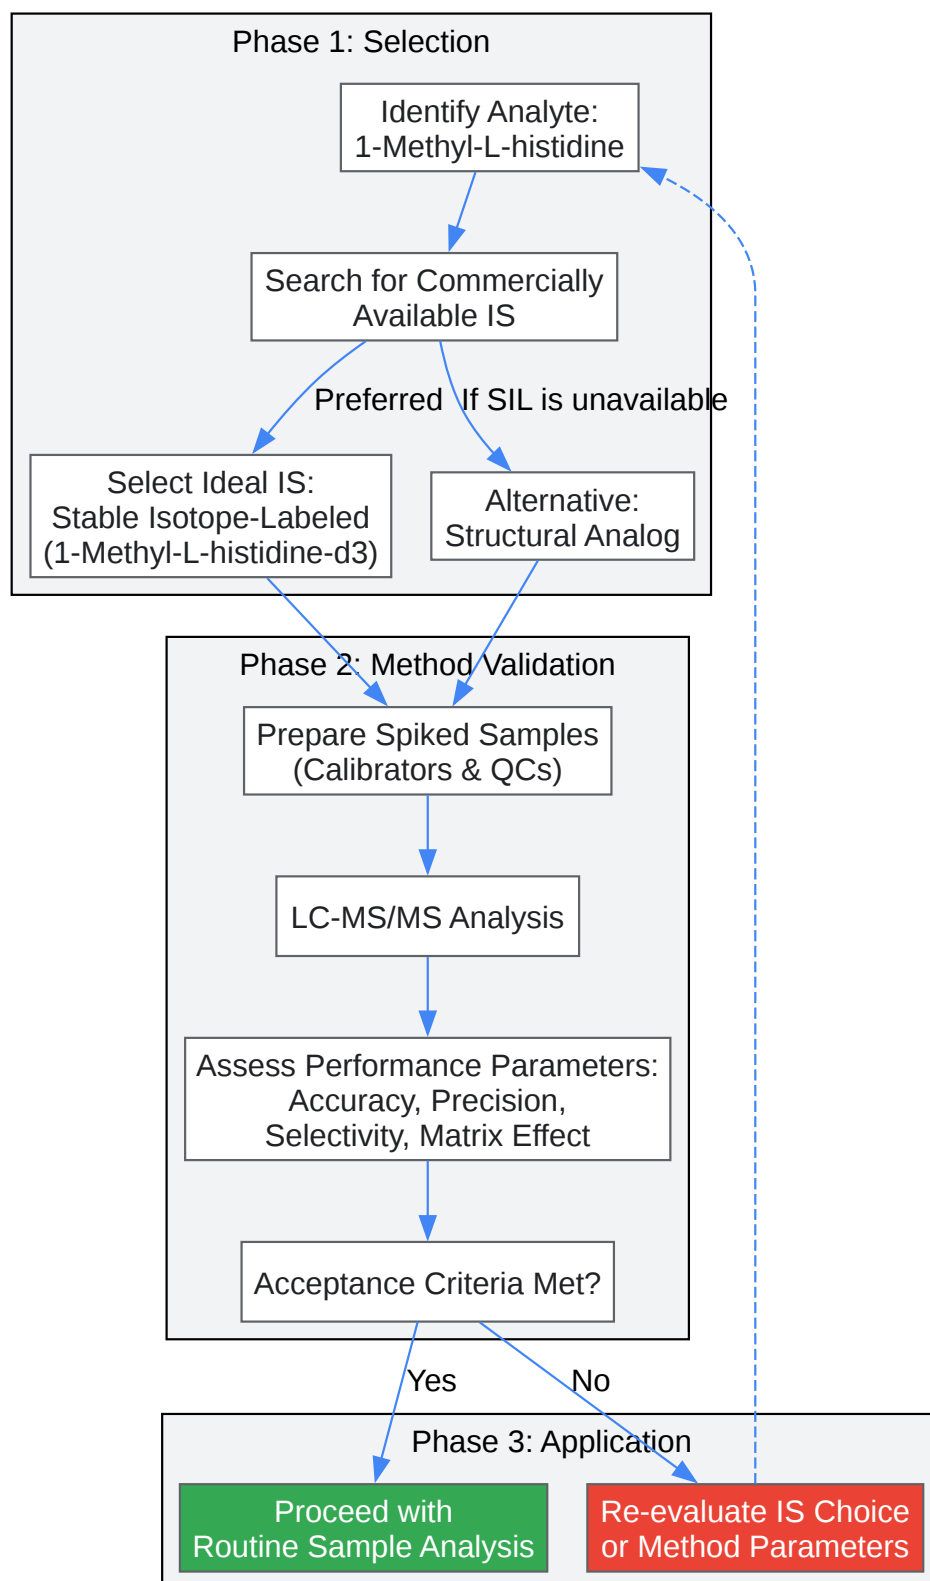 Phase 1: Selection
Identify Analyte:
1-Methyl-L-histidine
Search for Commercially
Available IS
Preferred
If SIL is unavailable
Select Ideal IS:
Stable Isotope-Labeled
(1-Methyl-L-histidine-d3)
Alternative:
Structural Analog
Phase 2: Method Validation
Prepare Spiked Samples
(Calibrators & QCs)
LC-MS/MS Analysis
Assess Performance Parameters:
Accuracy, Precision,
Selectivity, Matrix Effect
Acceptance Criteria Met?
Yes
No
Phase 3: Application
Proceed with
Routine Sample Analysis
Re-evaluate IS Choice
or Method Parameters